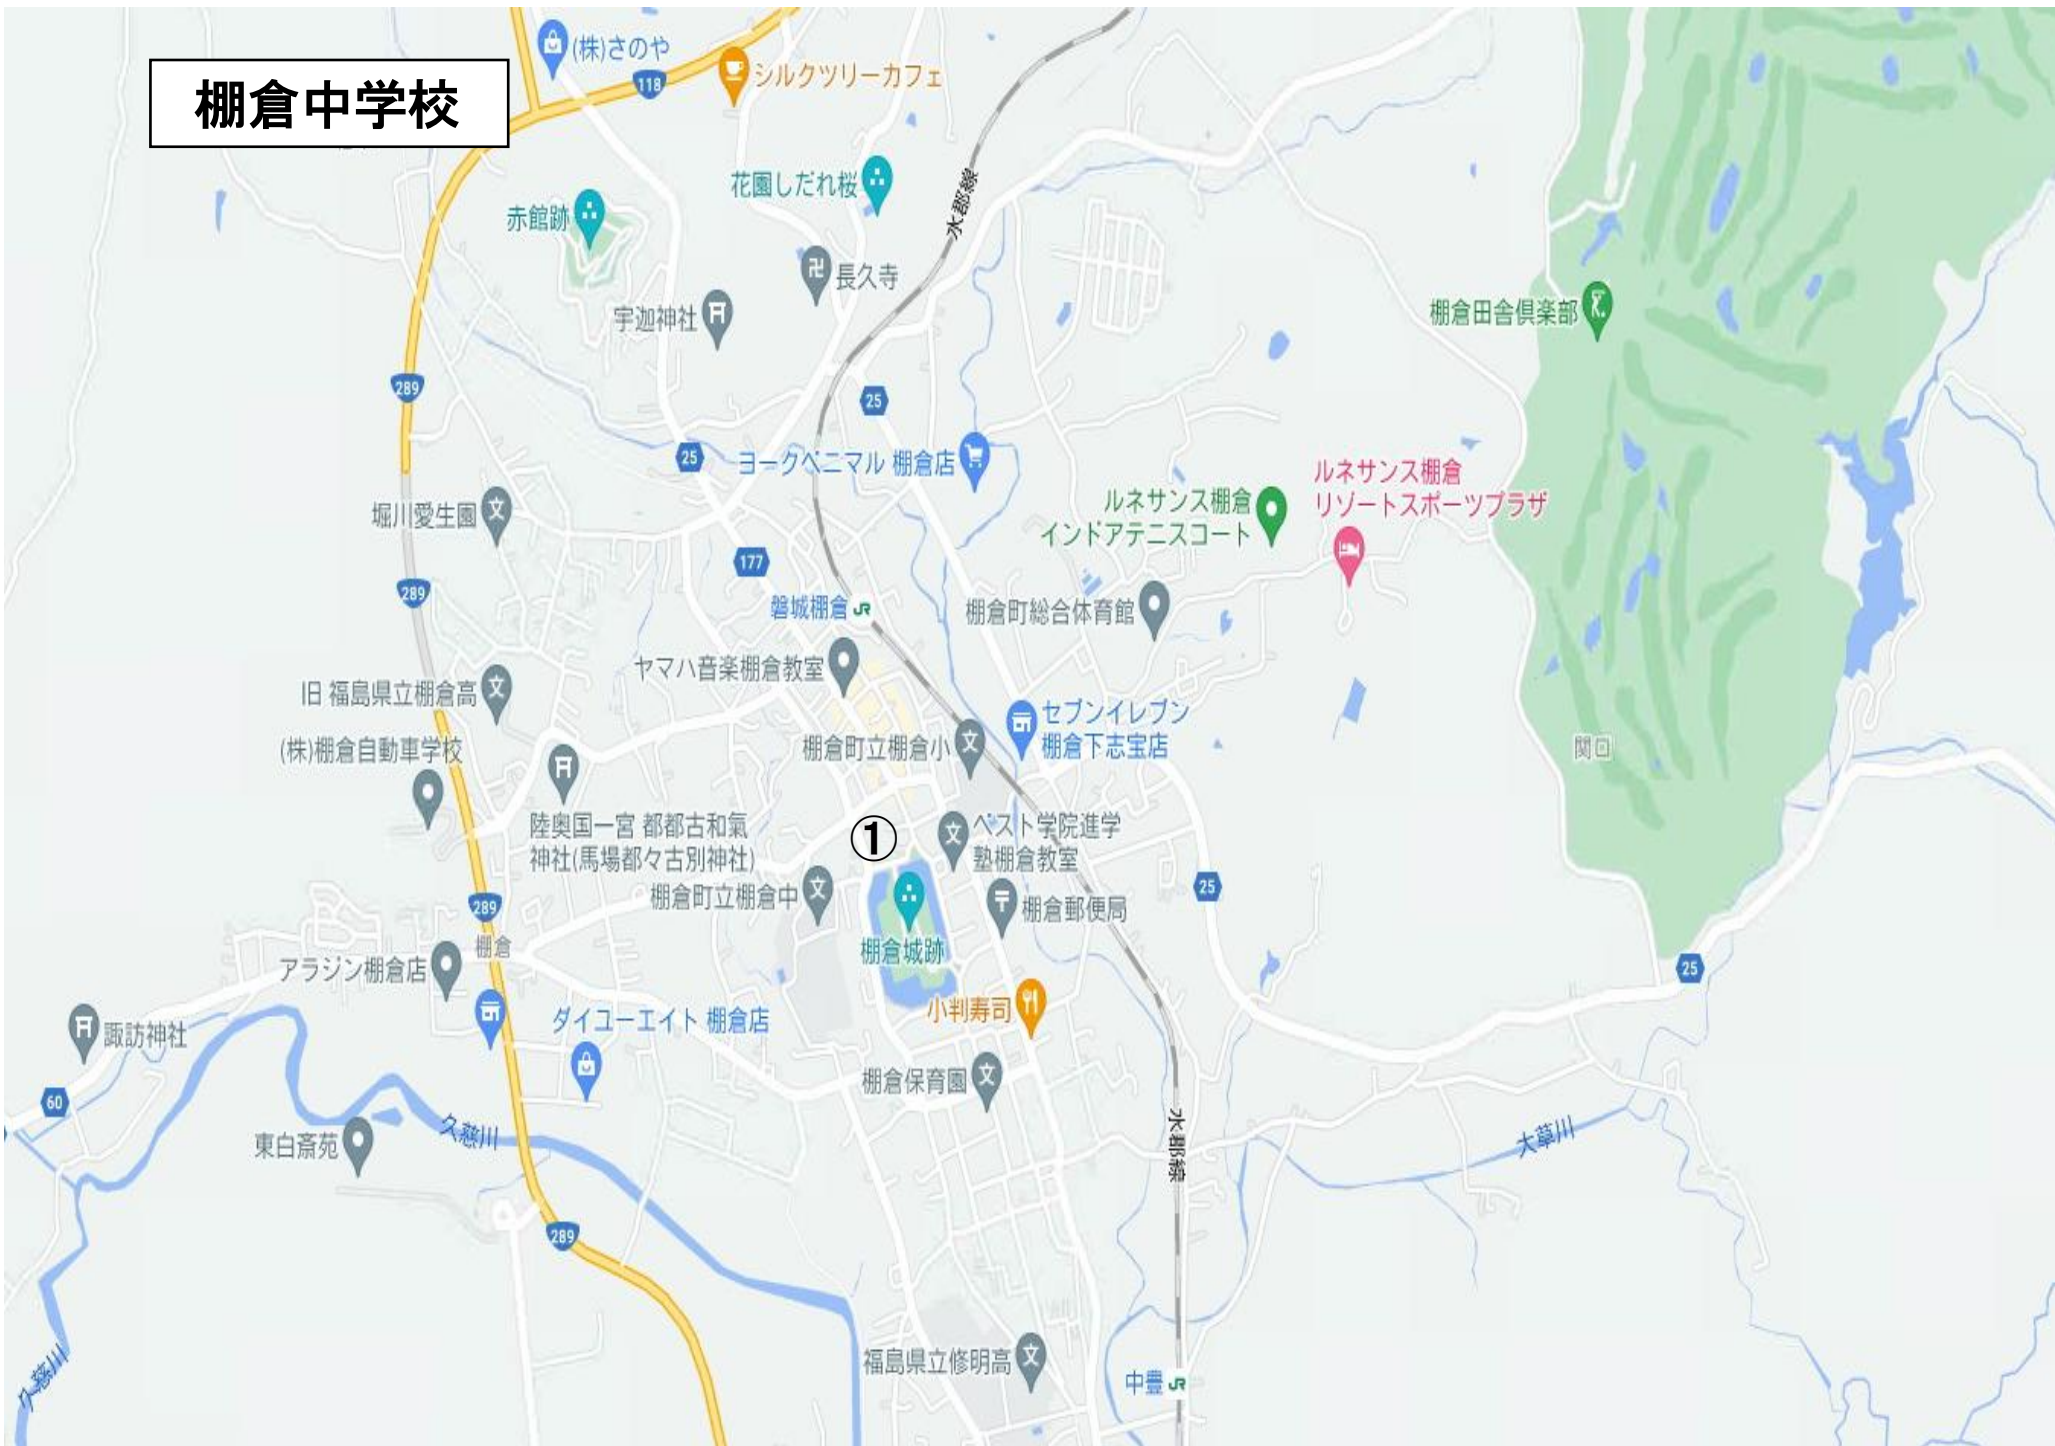 (株)さのや
118
シルクツリーカフェ
棚倉中学校
花園しだれ桜
水郡線
赤館跡
長久寺
宇迦神社
棚倉田舎倶楽部
289
25
25
ヨークベニマル 棚倉店
ルネサンス棚倉
リゾートスポーツプラザ
ルネサンス棚倉
インドアテニスコート
堀川愛生園
177
289
磐城棚倉
JR
棚倉町総合体育館
ヤマハ音楽棚倉教室
旧 福島県立棚倉高
セブンイレブン
棚倉下志宝店
棚倉町立棚倉小
(株)棚倉自動車学校
関口
陸奥国一宮 都都古和氣
神社(馬場都々古別神社)
①
ベスト学院進学
塾棚倉教室
棚倉町立棚倉中
25
289
棚倉郵便局
棚倉
棚倉城跡
アラジン棚倉店
25
小判寿司
ダイユーエイト 棚倉店
諏訪神社
棚倉保育園
60
久慈川
東白斎苑
水郡線
大草川
289
久慈川
福島県立修明高
中豊
JR